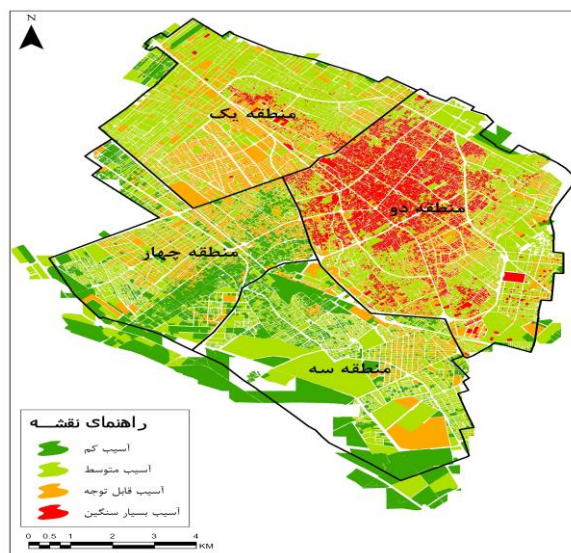 N
منطقه یک
منطقه دو
منطقه چهار
منطقه سه
راهنمای نقشـــه
آسیب کم
آسیب متوسط
آسیب قابل توجه
آسیب بسیار سنگین
0 0.5 1 2 3 4
KM